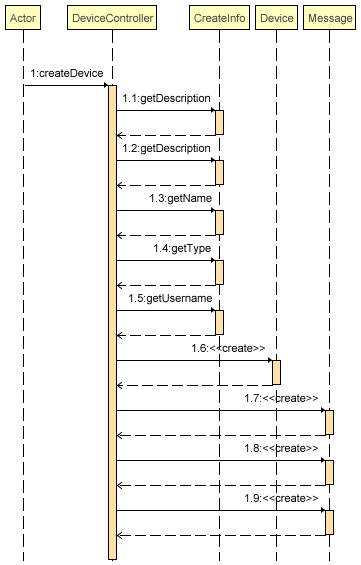 Actor DeviceController CreateInfo Device Message
1:createDevice
1.1:getDescription
1.2:getDescription
1.3:getName
1.4:getType
1.5:getUsername
1.6:<<create>>
1.7:<<create>>
1.8:<<create>>
1.9:<<create>>